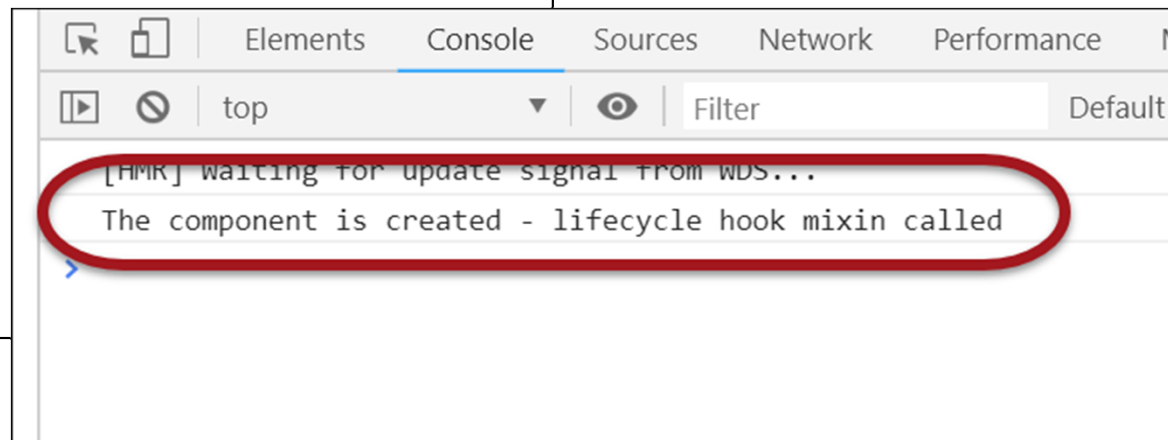 Elements Console Sources Network Performance
top Filter Default
[HMR] Waiting for update signal from WDS...
The component is created - lifecycle hook mixin called